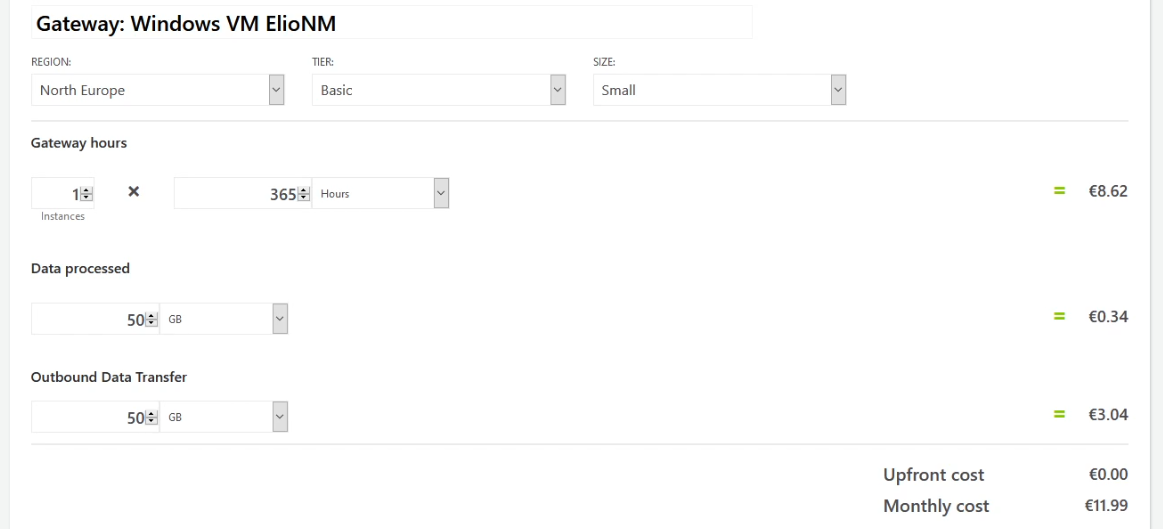 Gateway: Windows VM ElioNM
REGION: TIER: SIZE:
North Europe Basic Small
Gateway hours
1 × 365 Hours = €8.62
Instances
Data processed
50 GB = €0.34
Outbound Data Transfer
50 GB = €3.04
Upfront cost €0.00
Monthly cost €11.99